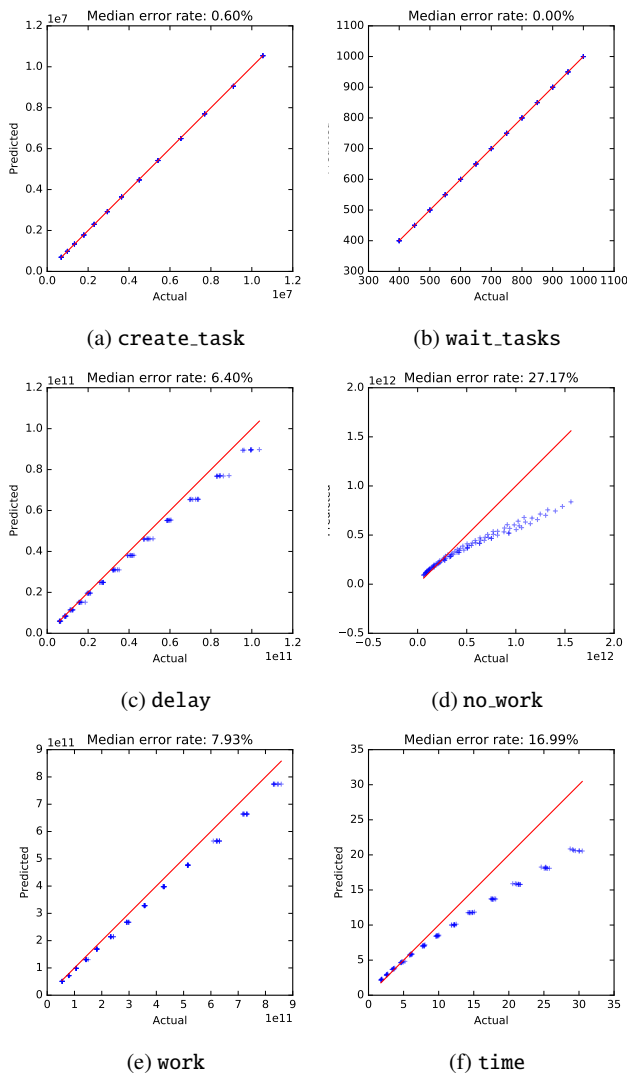 Median error rate: 0.60%
1e7
1.2
1.0
0.8
0.6
0.4
0.2
0.0
Predicted
0.0 0.2 0.4 0.6 0.8 1.0 1.2
Actual
1e7
(a) create_task
Median error rate: 0.00%
1100
1000
900
800
700
600
500
400
300
300 400 500 600 700 800 900 1000 1100
Actual
(b) wait_tasks
Median error rate: 6.40%
1e11
1.2
1.0
0.8
0.6
0.4
0.2
0.0
Predicted
0.0 0.2 0.4 0.6 0.8 1.0 1.2
Actual
1e11
(c) delay
Median error rate: 27.17%
1e12
2.0
1.5
1.0
0.5
0.0
−0.5
Predicted
−0.5 0.0 0.5 1.0 1.5 2.0
Actual
1e12
(d) no_work
Median error rate: 7.93%
1e11
9
8
7
6
5
4
3
2
1
0
Predicted
0 1 2 3 4 5 6 7 8 9
Actual
1e11
(e) work
Median error rate: 16.99%
35
30
25
20
15
10
5
0
Predicted
0 5 10 15 20 25 30 35
Actual
(f) time